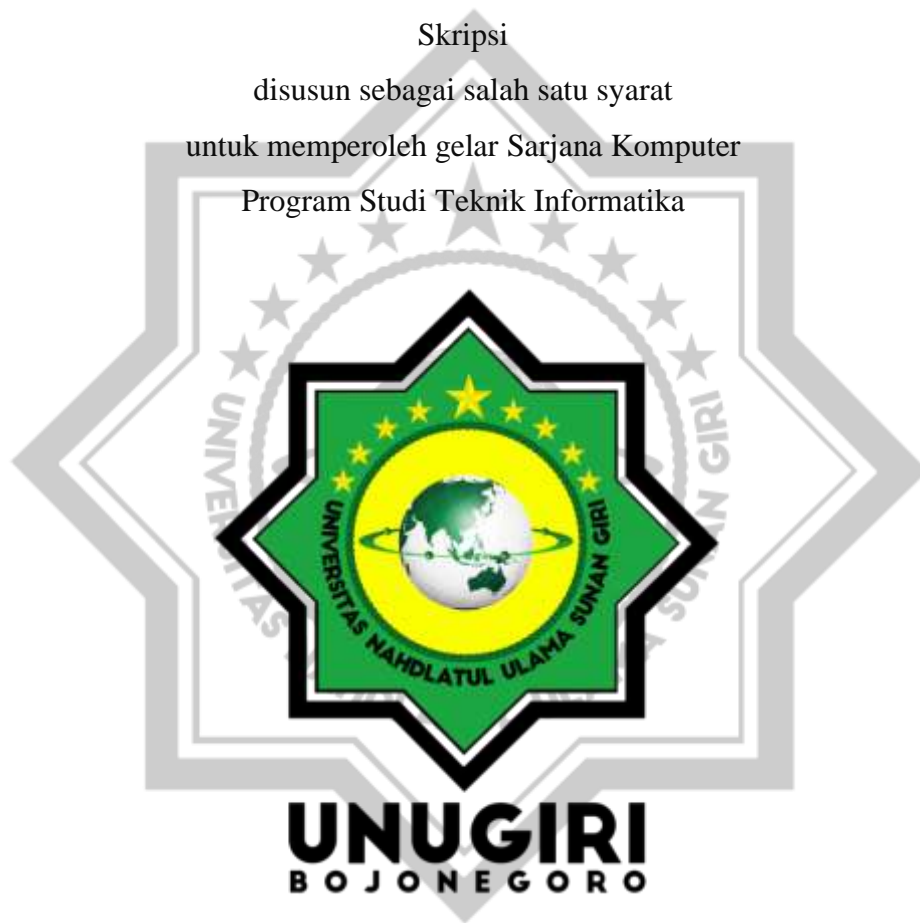 Skripsi
disusun sebagai salah satu syarat
untuk memperoleh gelar Sarjana Komputer
Program Studi Teknik Informatika
UNIVERSITAS NAHDLATUL ULAMA SUNAN GIRI
UNUGIRI
BOJONEGORO